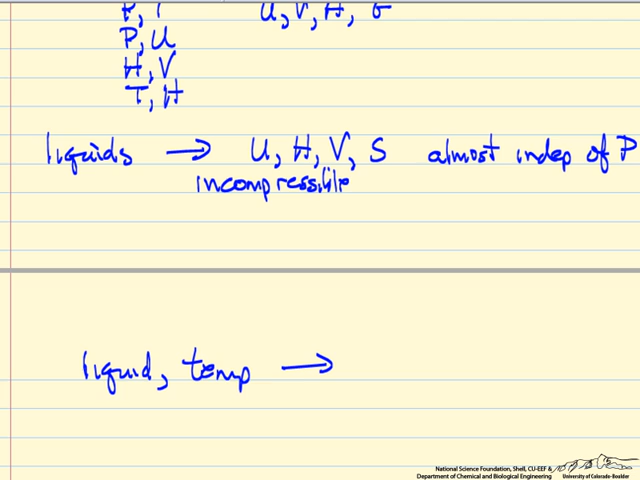 P, T U, V, H, G
P, U
H, V
T, H
liquids → U, H, V, S almost indep of P
incompressible
liquid, temp →
National Science Foundation, Shell, CU-EEF &
Department of Chemical and Biological Engineering
University of Colorado-Boulder